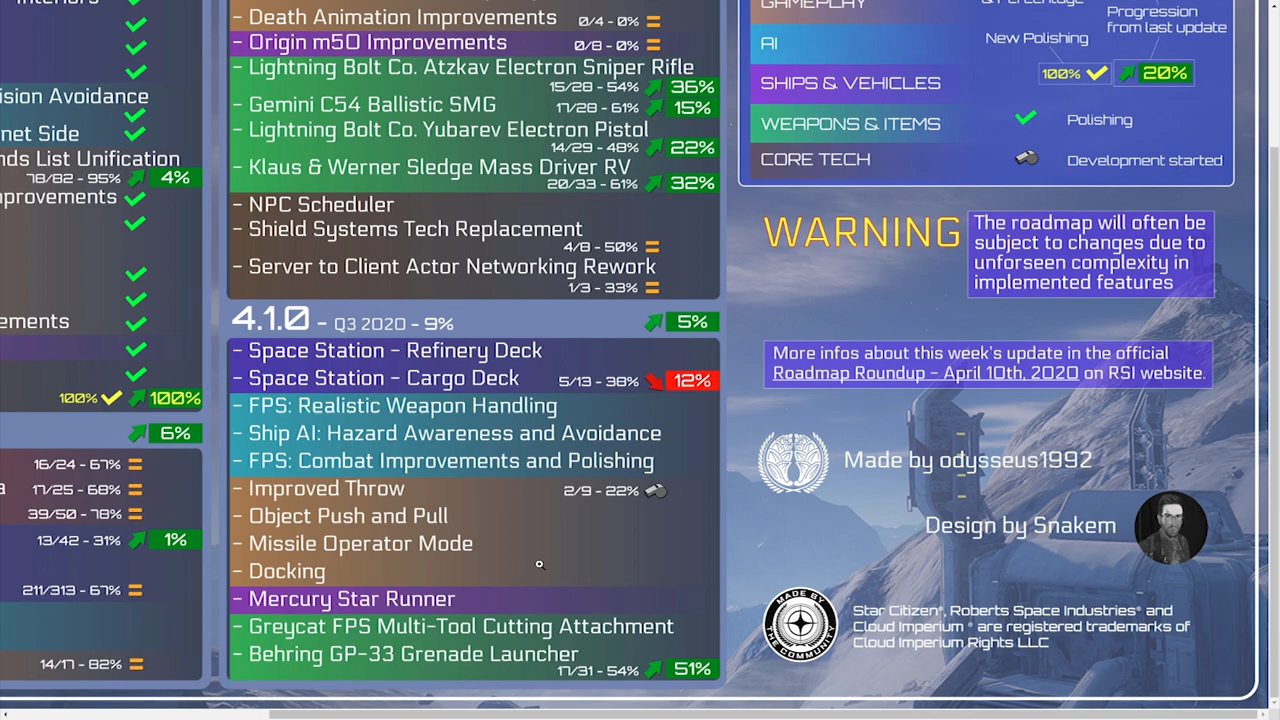 Interiors
ision Avoidance
net Side
nds List Unification
78/82 - 95% 4%
provements
ements
100% 100%
6%
16/24 - 67%
a 17/25 - 68%
39/50 - 78%
13/42 - 31% 1%
211/313 - 67%
14/17 - 82%
- Death Animation Improvements 0/4 - 0%
- Origin m50 Improvements 0/8 - 0%
- Lightning Bolt Co. Atzkav Electron Sniper Rifle
15/28 - 54% 36%
- Gemini C54 Ballistic SMG 17/28 - 61% 15%
- Lightning Bolt Co. Yubarev Electron Pistol
14/29 - 48% 22%
- Klaus & Werner Sledge Mass Driver RV
20/33 - 61% 32%
- NPC Scheduler
- Shield Systems Tech Replacement
4/8 - 50%
- Server to Client Actor Networking Rework
1/3 - 33%
4.1.0 - Q3 2020 - 9% 5%
- Space Station - Refinery Deck
- Space Station - Cargo Deck 5/13 - 38% 12%
- FPS: Realistic Weapon Handling
- Ship AI: Hazard Awareness and Avoidance
- FPS: Combat Improvements and Polishing
- Improved Throw 2/9 - 22%
- Object Push and Pull
- Missile Operator Mode
- Docking
- Mercury Star Runner
- Greycat FPS Multi-Tool Cutting Attachment
- Behring GP-33 Grenade Launcher
17/31 - 54% 51%
GAMEPLAY
AI
SHIPS & VEHICLES
WEAPONS & ITEMS
CORE TECH
& Percentage
Progression
from last update
New Polishing
100% 20%
Polishing
Development started
WARNING
The roadmap will often be
subject to changes due to
unforseen complexity in
implemented features
More infos about this week's update in the official
Roadmap Roundup - April 10th, 2020 on RSI website.
Made by odysseus1992
Design by Snakem
MADE BY
THE COMMUNITY
Star Citizen®, Roberts Space Industries® and
Cloud Imperium ® are registered trademarks of
Cloud Imperium Rights LLC